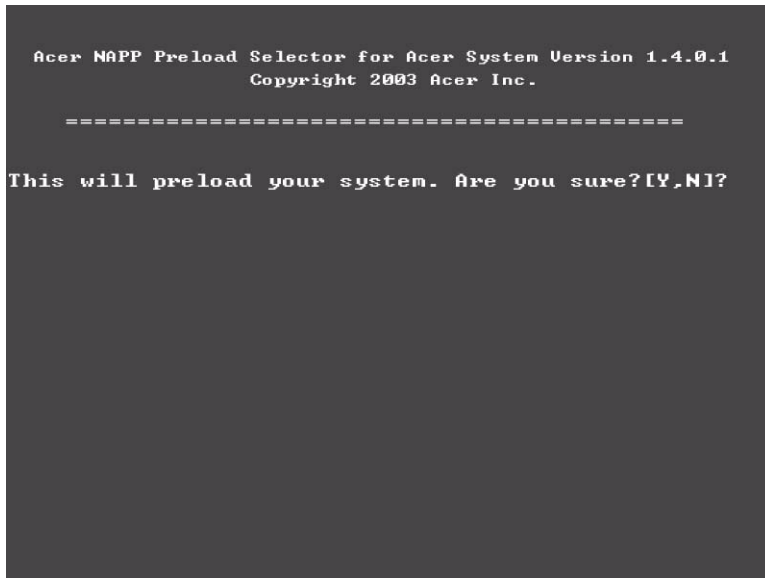 Acer NAPP Preload Selector for Acer System Version 1.4.0.1
Copyright 2003 Acer Inc.
===========================================
This will preload your system. Are you sure?[Y,N]?